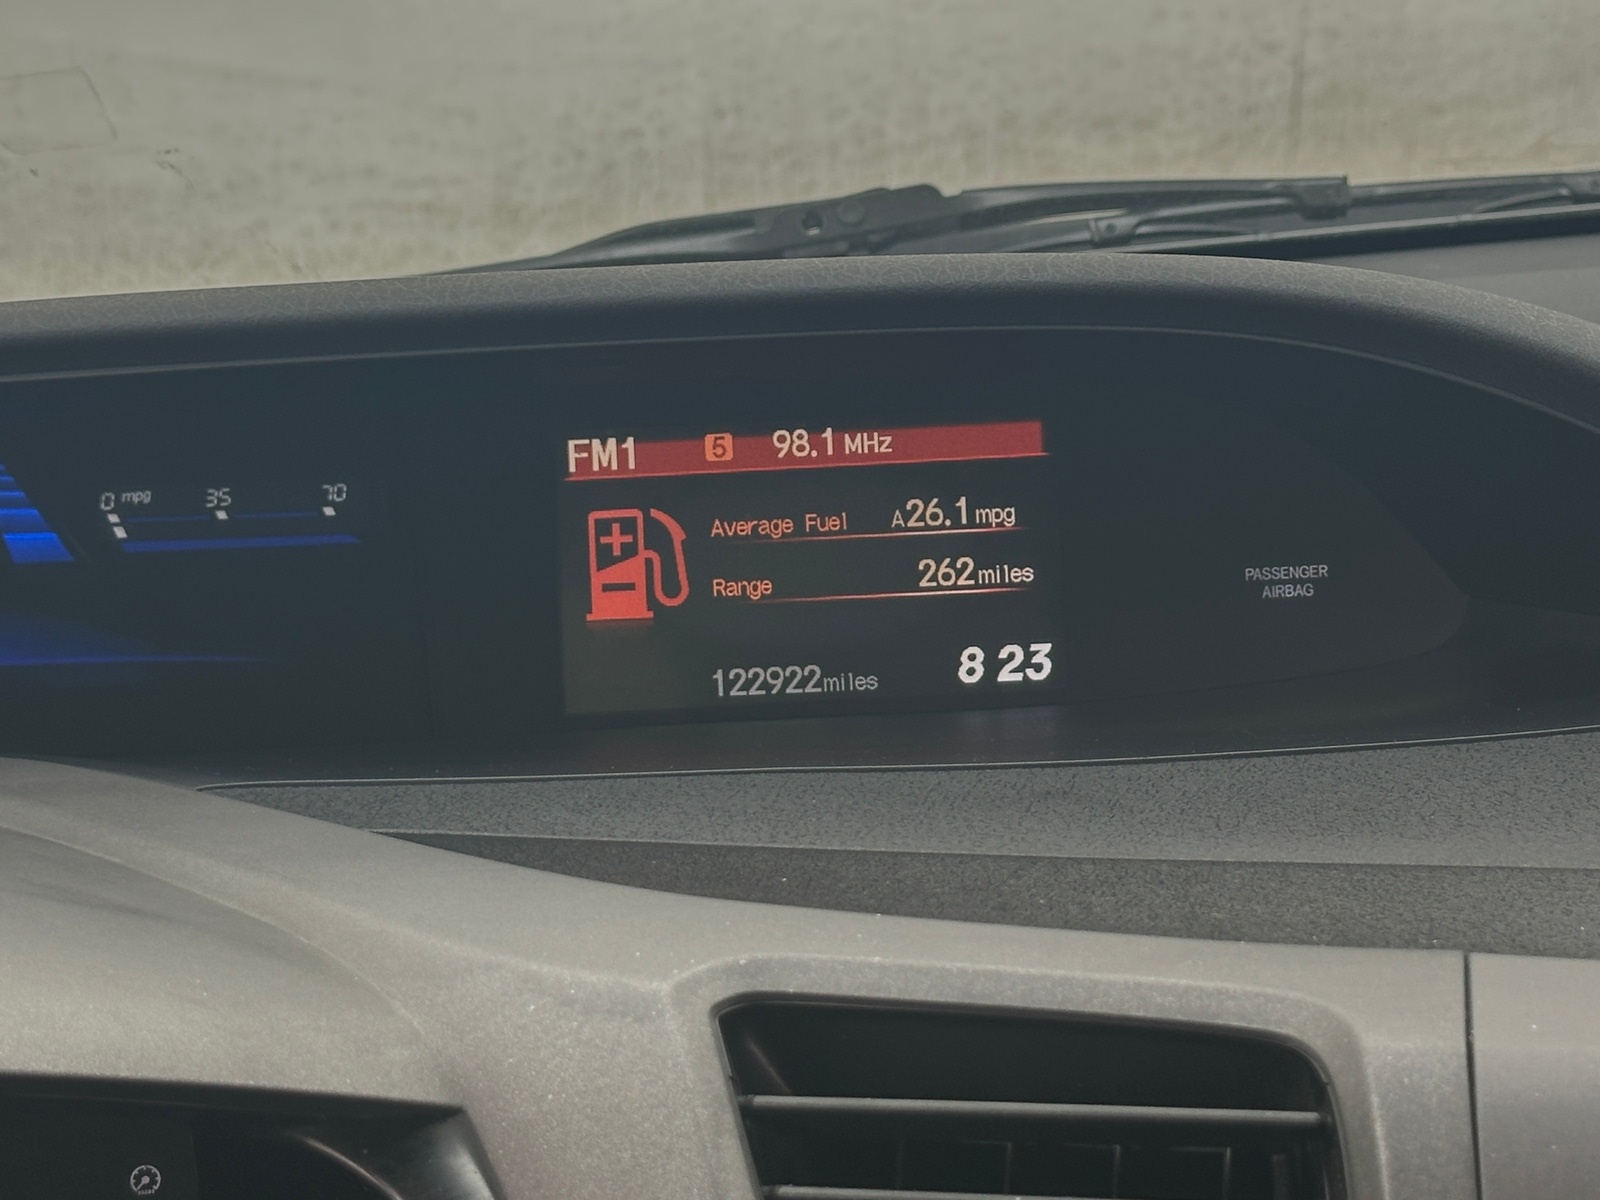 FM1 5 98.1 MHz
0 mpg 35 70
Average Fuel A26.1 mpg
Range 262 miles
PASSENGER
AIRBAG
122922 miles 8 23